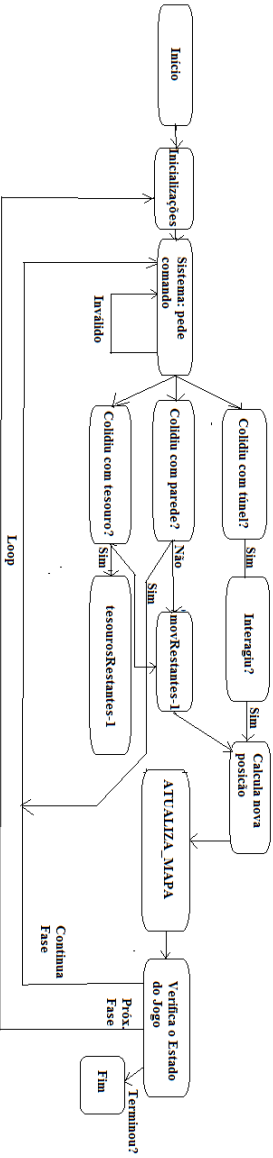 Início
Inicializações
Sistema: pede
comando
Inválido
Colidiu com túnel?
Sim
Interagiu?
Sim
Calcula nova
posicão
Colidiu com parede?
Não
Sim
movRestantes-1
Colidiu com tesouro?
Sim
tesourosRestantes-1
ATUALIZA_MAPA
Verifica o Estado
do Jogo
Continua
Fase
Próx.
Fase
Terminou?
Fim
Loop